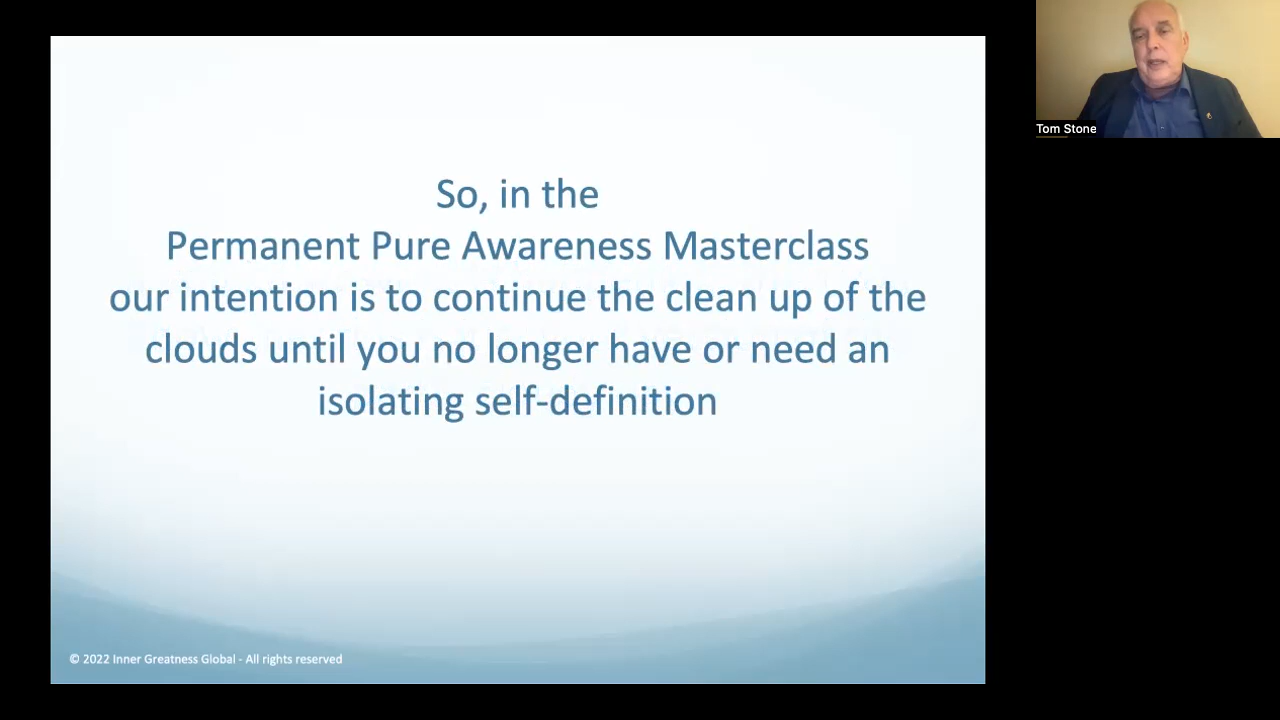 So, in the
Permanent Pure Awareness Masterclass
our intention is to continue the clean up of the
clouds until you no longer have or need an
isolating self-definition
© 2022 Inner Greatness Global - All rights reserved
Tom Stone